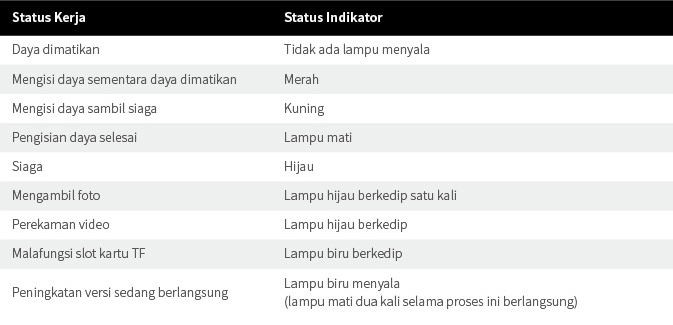 Status Kerja Status Indikator
Daya dimatikan Tidak ada lampu menyala
Mengisi daya sementara daya dimatikan Merah
Mengisi daya sambil siaga Kuning
Pengisian daya selesai Lampu mati
Siaga Hijau
Mengambil foto Lampu hijau berkedip satu kali
Perekaman video Lampu hijau berkedip
Malafungsi slot kartu TF Lampu biru berkedip
Peningkatan versi sedang berlangsung Lampu biru menyala
(lampu mati dua kali selama proses ini berlangsung)